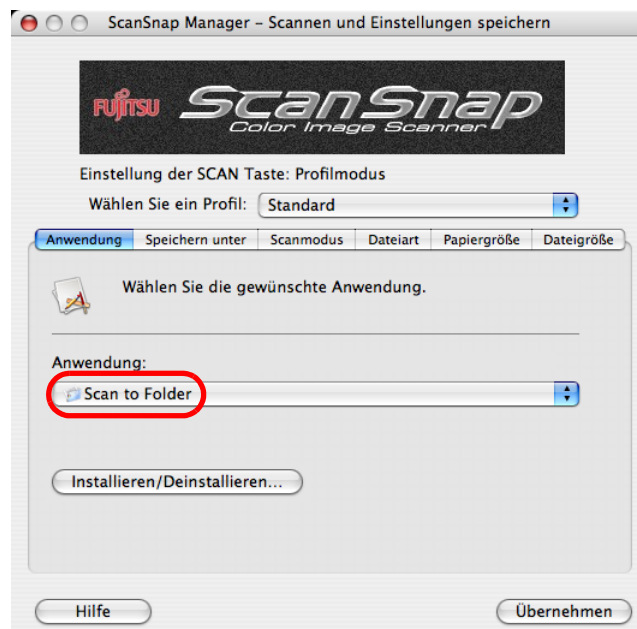 ScanSnap Manager – Scannen und Einstellungen speichern
FUJITSU ScanSnap
Color Image Scanner
Einstellung der SCAN Taste: Profilmodus
Wählen Sie ein Profil: Standard
Anwendung Speichern unter Scanmodus Dateiart Papiergröße Dateigröße
Wählen Sie die gewünschte Anwendung.
Anwendung:
Scan to Folder
Installieren/Deinstallieren...
Hilfe Übernehmen